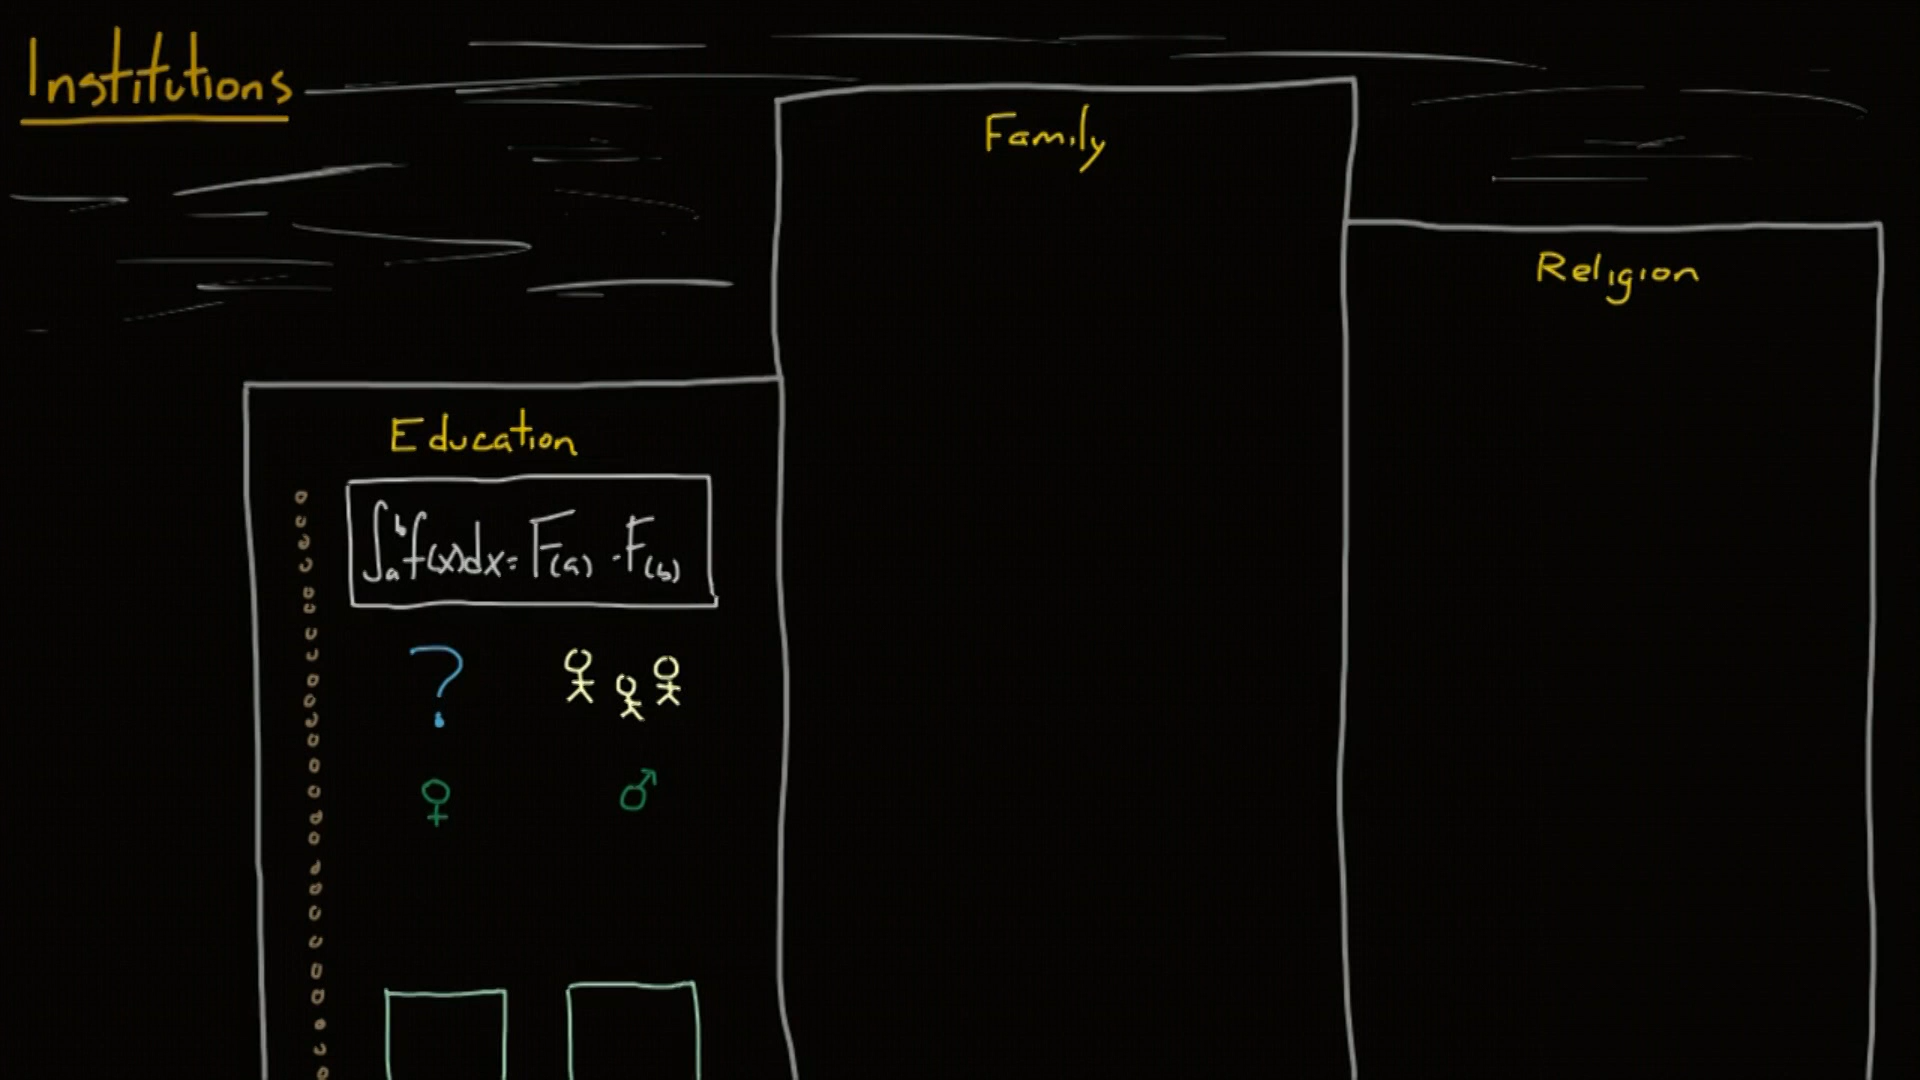 Institutions
Family
Religion
Education
∫ₐᵇf(x)dx = F(a) - F(b)
?
♀ ♂